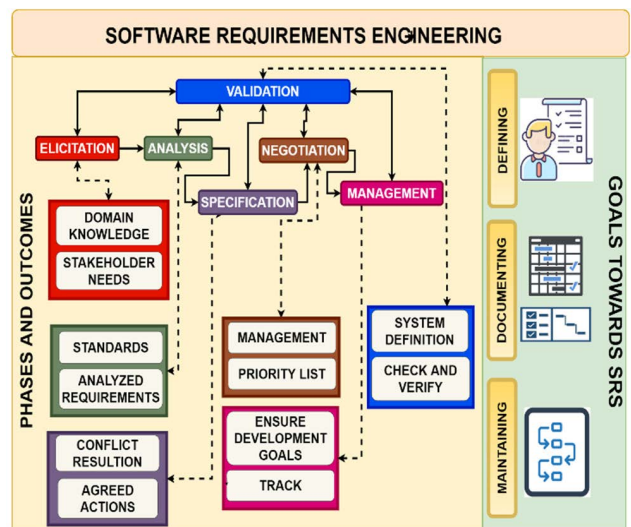 SOFTWARE REQUIREMENTS ENGINEERING
PHASES AND OUTCOMES
VALIDATION
ELICITATION
ANALYSIS
NEGOTIATION
SPECIFICATION
MANAGEMENT
DOMAIN
KNOWLEDGE
STAKEHOLDER
NEEDS
STANDARDS
ANALYZED
REQUIREMENTS
CONFLICT
RESULTION
AGREED
ACTIONS
MANAGEMENT
PRIORITY LIST
ENSURE
DEVELOPMENT
GOALS
TRACK
SYSTEM
DEFINITION
CHECK AND
VERIFY
DEFINING
DOCUMENTING
MAINTAINING
GOALS TOWARDS SRS